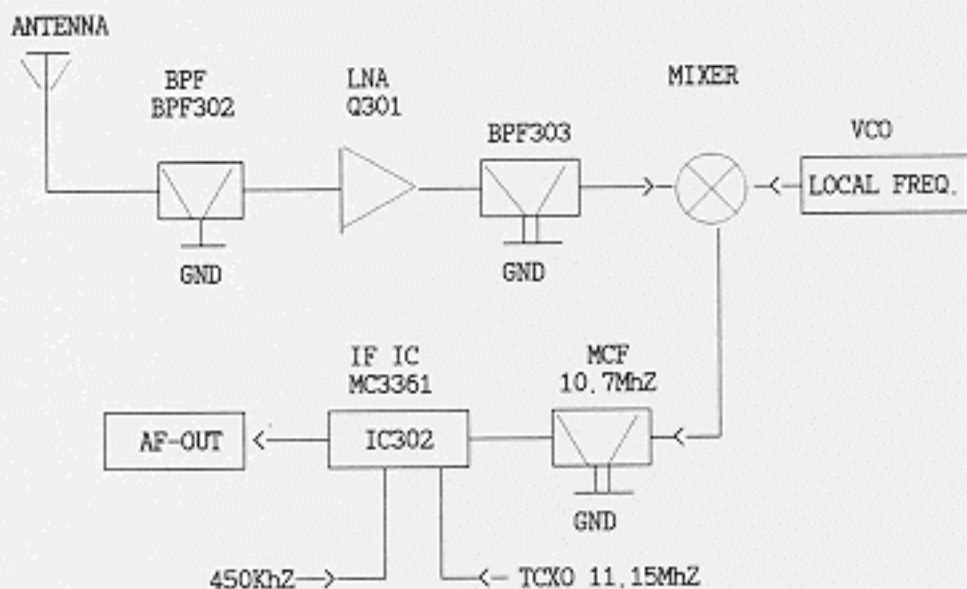 ANTENNA
BPF
BPF302
LNA
Q301
BPF303
MIXER
VCO
LOCAL FREQ.
GND
GND
IF IC
MC3361
MCF
10.7MhZ
AF-OUT
IC302
GND
450KhZ
TCXO 11.15MhZ